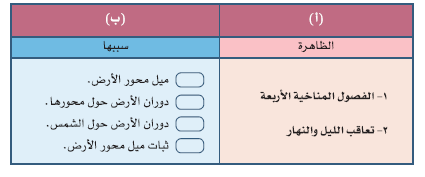 (أ)
(ب)
الظاهرة
سببها
١- الفصول المناخية الأربعة
٢- تعاقب الليل والنهار
ميل محور الأرض.
دوران الأرض حول محورها.
دوران الأرض حول الشمس.
ثبات ميل محور الأرض.